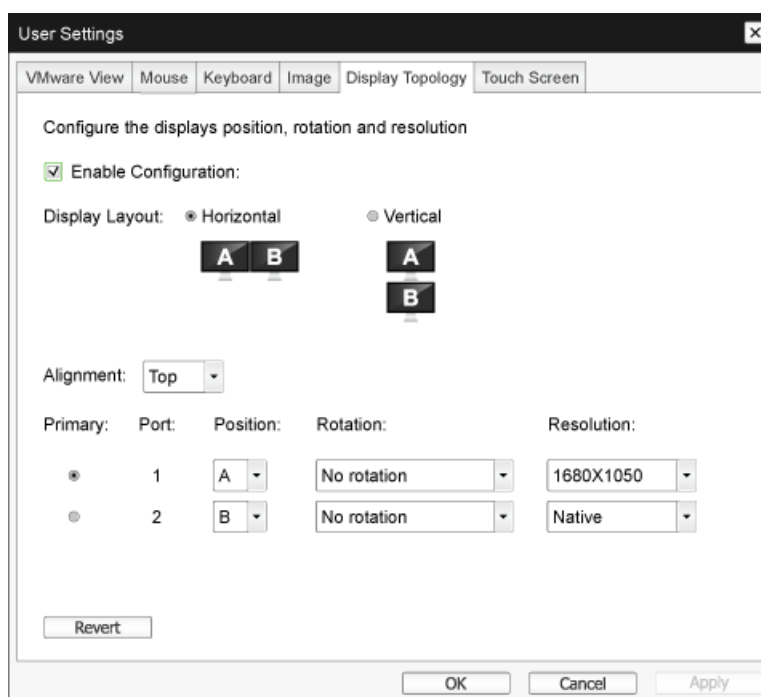 User Settings
VMware View Mouse Keyboard Image Display Topology Touch Screen
Configure the displays position, rotation and resolution
Enable Configuration:
Display Layout: Horizontal Vertical
A B A
B
Alignment: Top
Primary: Port: Position: Rotation: Resolution:
1 A No rotation 1680X1050
2 B No rotation Native
Revert
OK Cancel Apply